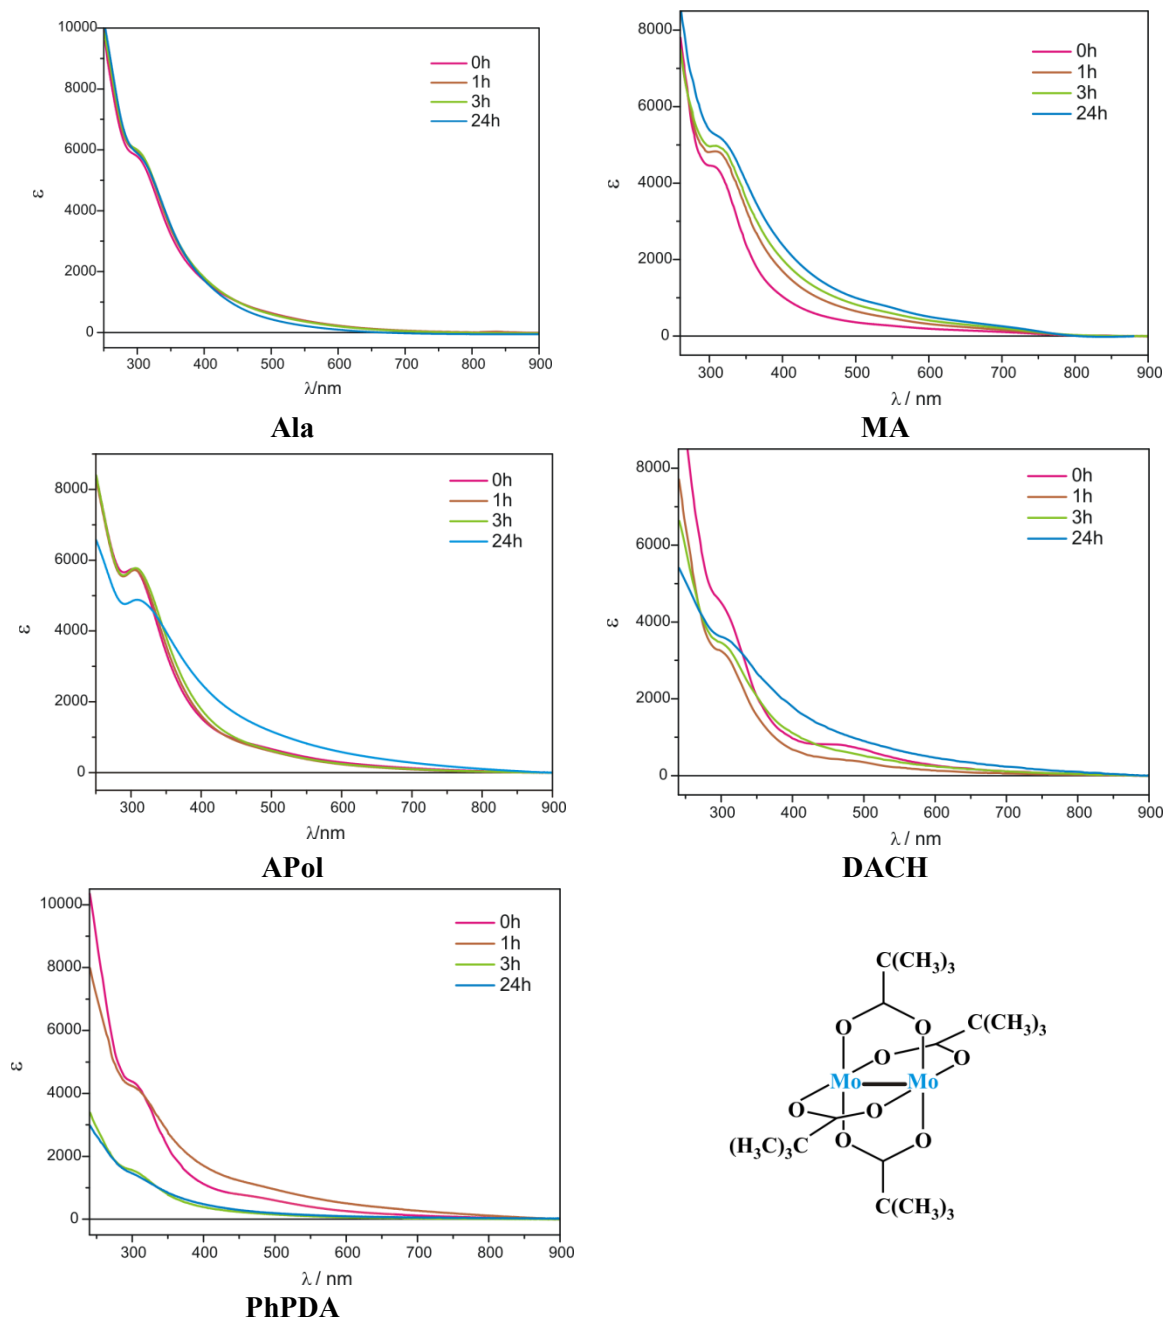 10000
8000
6000
4000
2000
0
ε
0h
1h
3h
24h
300 400 500 600 700 800 900
λ/nm
Ala
8000
6000
4000
2000
0
ε
0h
1h
3h
24h
300 400 500 600 700 800 900
λ / nm
MA
8000
6000
4000
2000
0
ε
0h
1h
3h
24h
300 400 500 600 700 800 900
λ/nm
APol
8000
6000
4000
2000
0
ε
0h
1h
3h
24h
300 400 500 600 700 800 900
λ / nm
DACH
10000
8000
6000
4000
2000
0
ε
0h
1h
3h
24h
300 400 500 600 700 800 900
λ / nm
PhPDA
C(CH₃)₃
O O C(CH₃)₃
O O
Mo Mo
O O
(H₃C)₃C O O
C(CH₃)₃